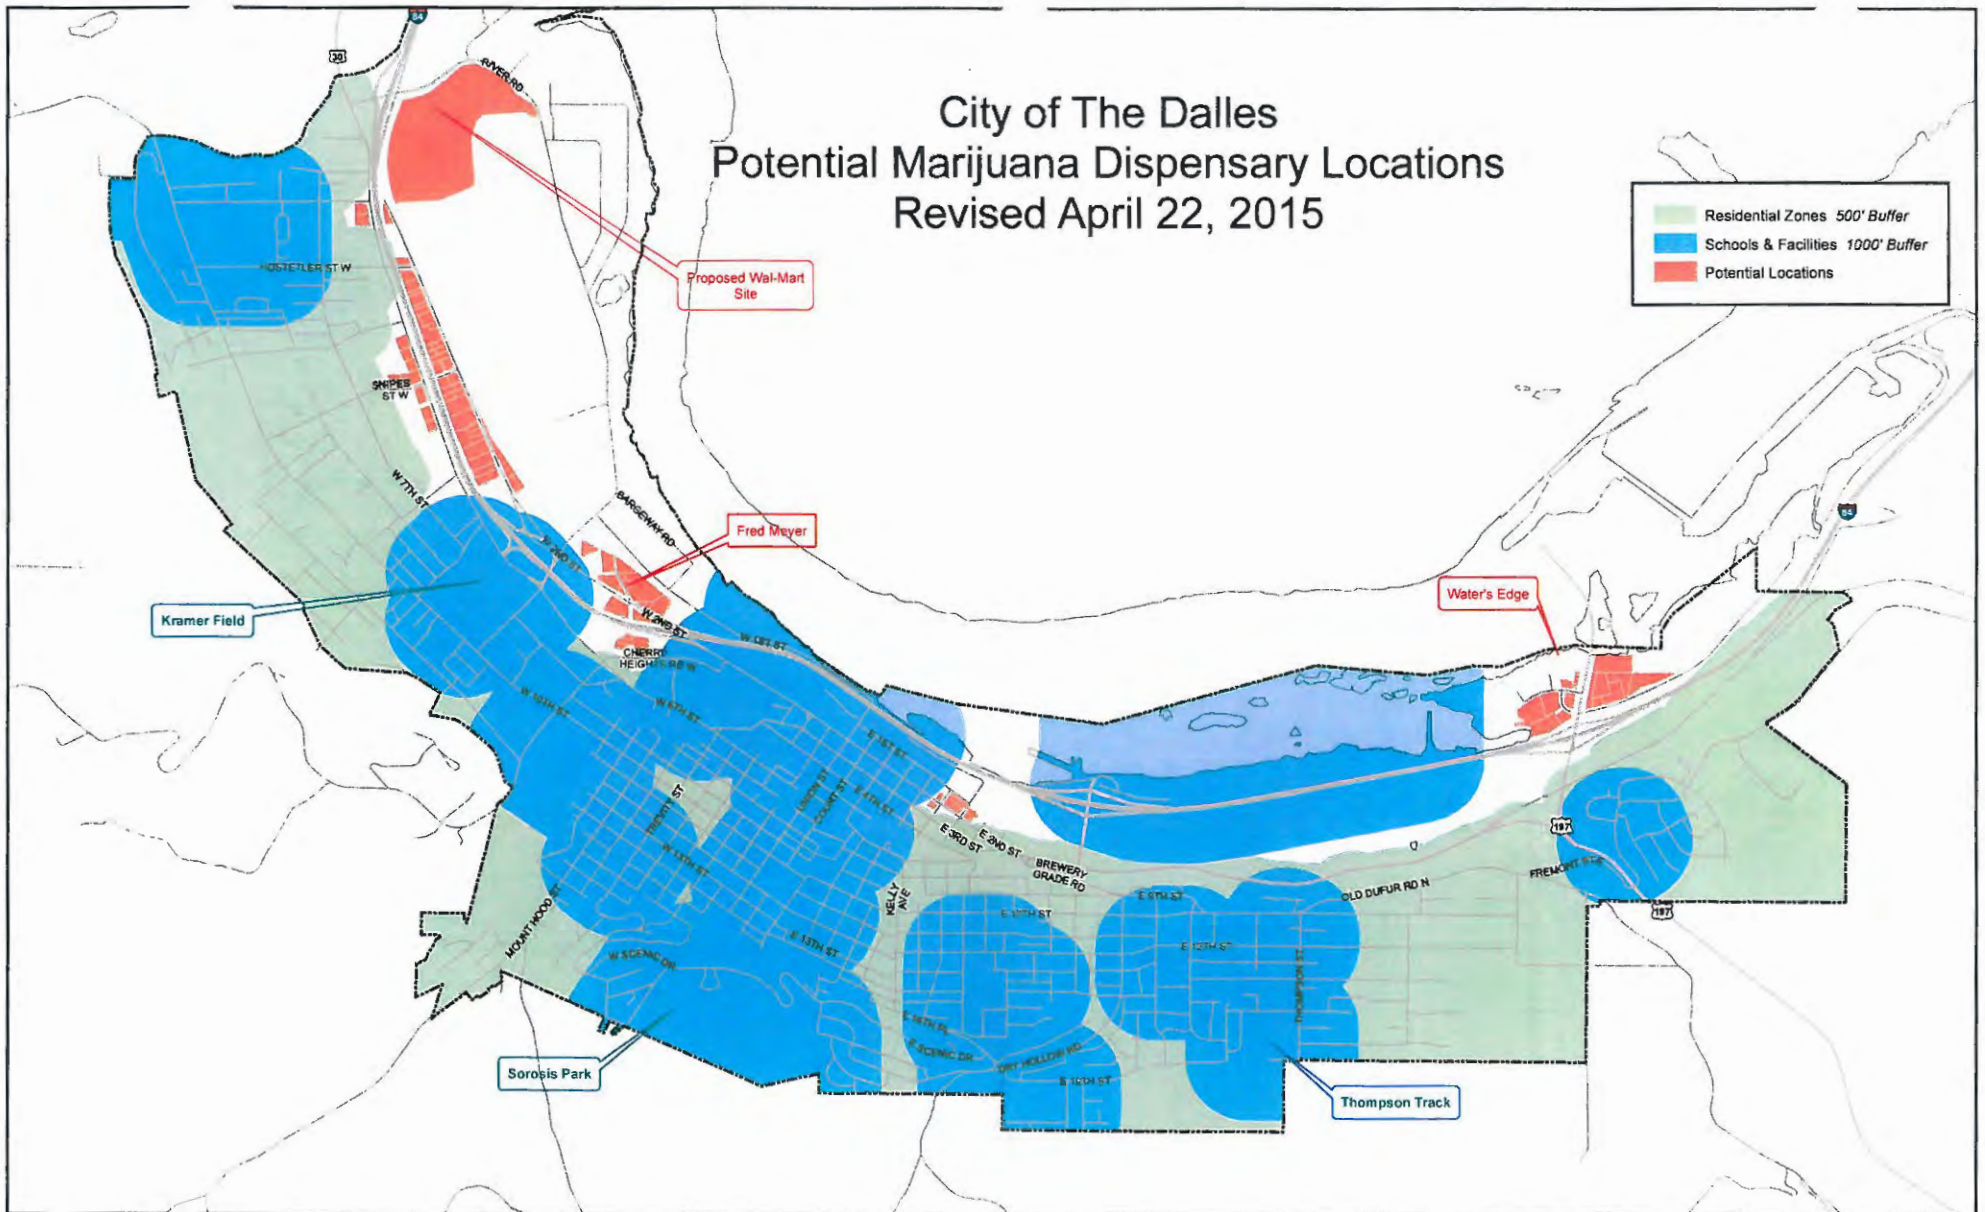 City of The Dalles
Potential Marijuana Dispensary Locations
Revised April 22, 2015
Residential Zones 500' Buffer
Schools & Facilities 1000' Buffer
Potential Locations
84
30
RIVER RD
HOSTETLER ST W
Proposed Wal-Mart
Site
SNIPES
ST W
W 7TH ST
BARGEWAY RD
Fred Meyer
84
W 2ND ST
Kramer Field
W 2ND ST
W 1ST ST
Water's Edge
CHERRY
HEIGHTS RD W
W 10TH ST
W 6TH ST
E 1ST ST
UNION ST
COURT ST
E 4TH ST
TREVITT ST
E 3RD ST
E 2ND ST
BREWERY
GRADE RD
197
W 13TH ST
FREMONT ST E
KELLY
AVE
OLD DUFUR RD N
E 9TH ST
MOUNT HOOD ST
E 10TH ST
197
E 13TH ST
E 12TH ST
W SCENIC DR
THOMPSON ST
E 16TH PL
E SCENIC DR
DRY HOLLOW RD
E 19TH ST
Sorosis Park
Thompson Track